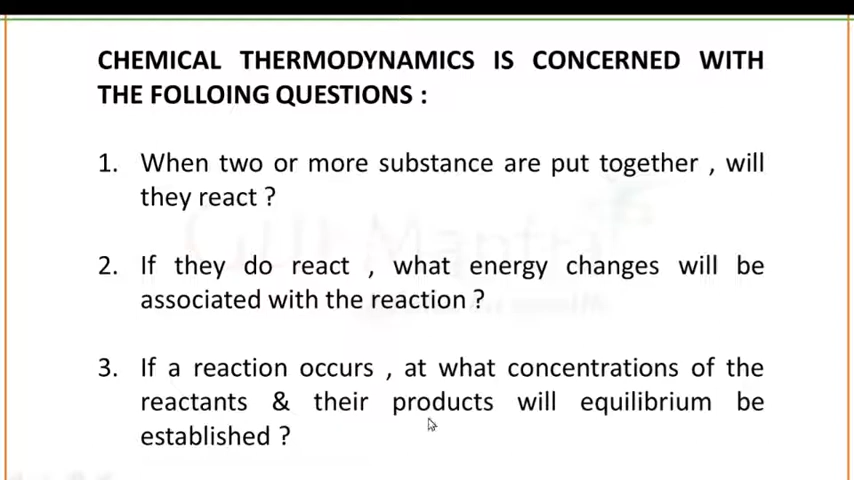 CHEMICAL THERMODYNAMICS IS CONCERNED WITH
THE FOLLOING QUESTIONS :
1. When two or more substance are put together , will
they react ?
2. If they do react , what energy changes will be
associated with the reaction ?
3. If a reaction occurs , at what concentrations of the
reactants & their products will equilibrium be
established ?